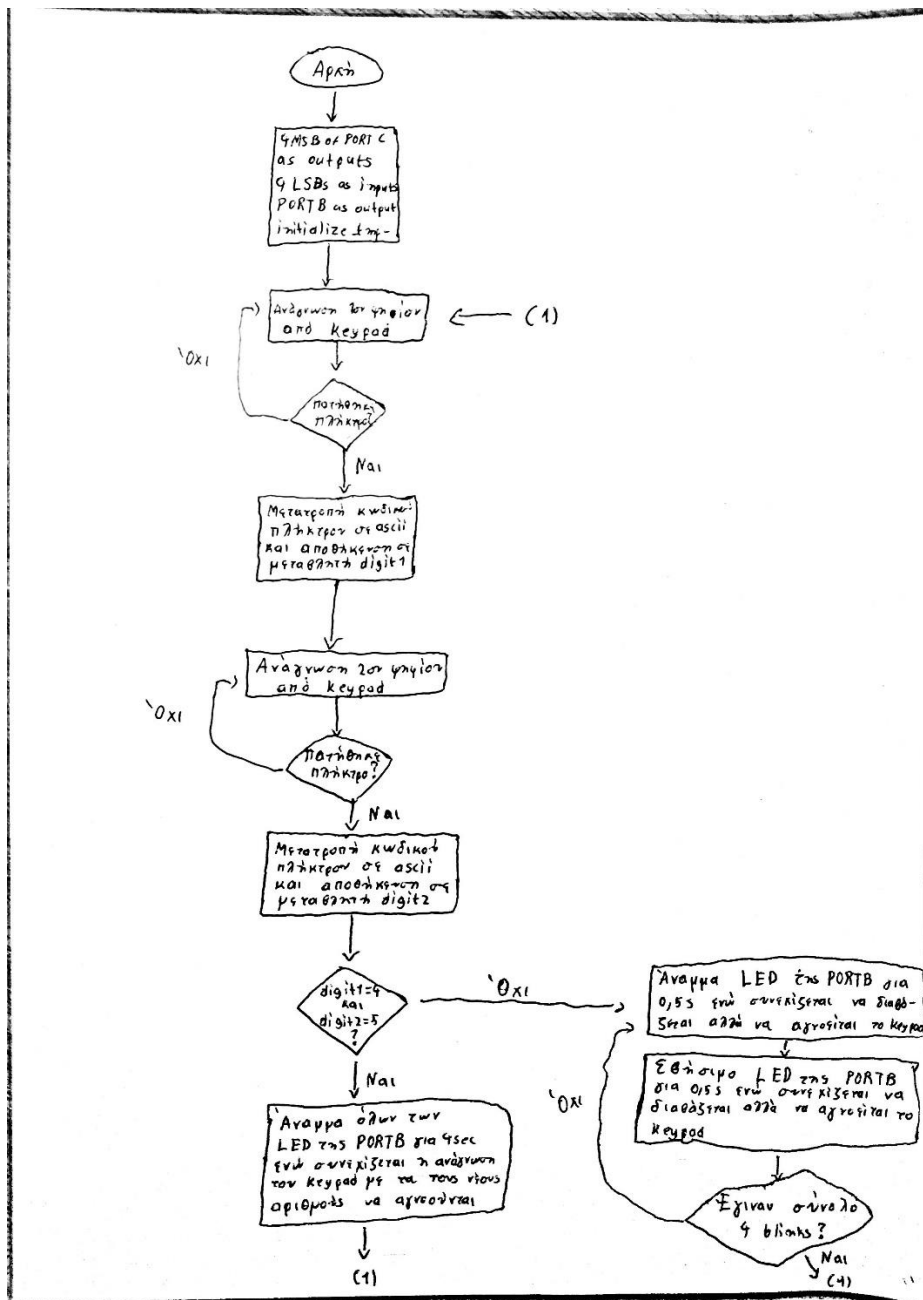 Αρχή
4 MSB of PORT C
as outputs
4 LSBs as inputs
PORTB as output
initialize tmp-
Ανάγνωση 1ου ψηφίου
από keypad
(1)
Όχι
Πατήθηκε
πλήκτρο?
Ναι
Μετατροπή κωδικού
πλήκτρου σε ascii
και αποθήκευση σε
μεταβλητή digit1
Ανάγνωση 2ου ψηφίου
από keypad
Όχι
Πατήθηκε
πλήκτρο?
Ναι
Μετατροπή κωδικού
πλήκτρου σε ascii
και αποθήκευση σε
μεταβλητή digit2
digit1=4
και
digit2=5
?
Όχι
Ναι
Άναμμα όλων των
LED της PORTB για 4sec
ενώ συνεχίζεται η ανάγνωση
του keypad με τα τους νέους
αριθμούς να αγνοούνται
(1)
Άναμμα LED της PORTB για
0,5s ενώ συνεχίζεται να διαβά-
ζεται αλλά να αγνοείται το keypad
Σβήσιμο LED της PORTB
για 0,5s ενώ συνεχίζεται να
διαβάζεται αλλά να αγνοείται το
keypad
Όχι
Έγιναν σύνολο
4 blinks?
Ναι
(1)